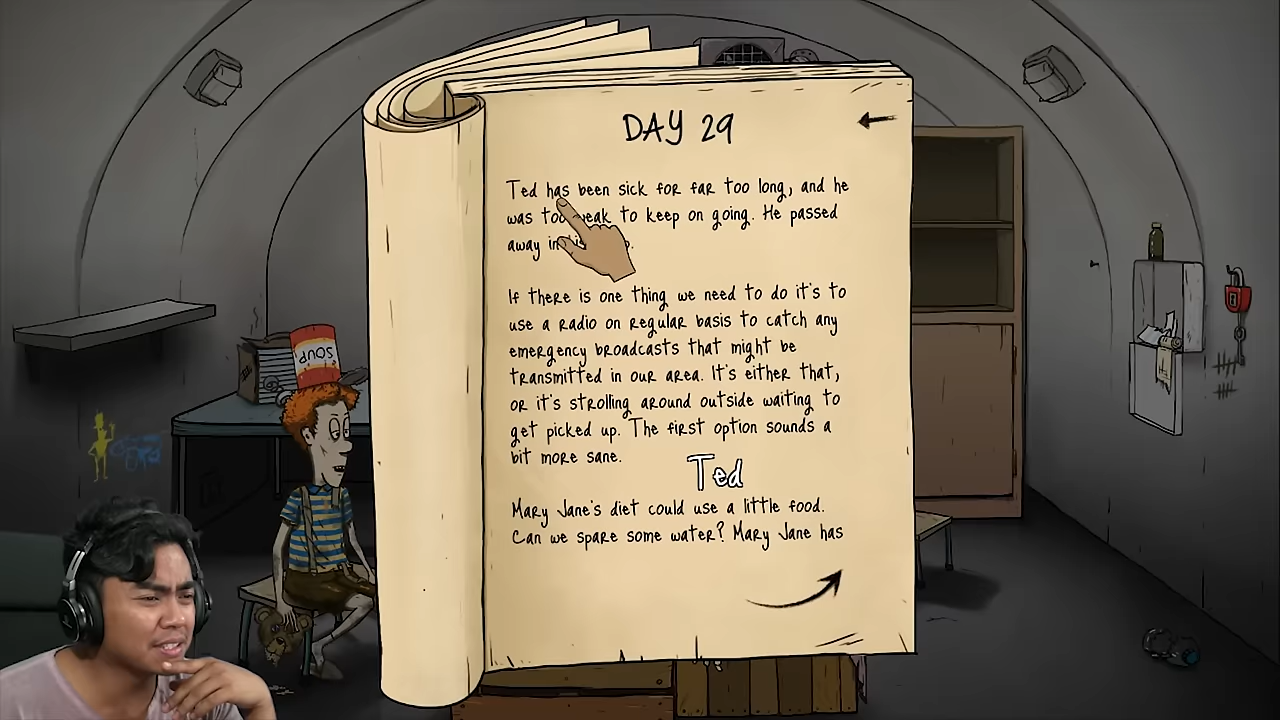 DAY 29
Ted has been sick for far too long, and he
was too weak to keep on going. He passed
away in
If there is one thing we need to do it's to
use a radio on regular basis to catch any
emergency broadcasts that might be
transmitted in our area. It's either that,
or it's strolling around outside waiting to
get picked up. The first option sounds a
bit more sane.
Ted
Mary Jane's diet could use a little food.
Can we spare some water? Mary Jane has
SOUP